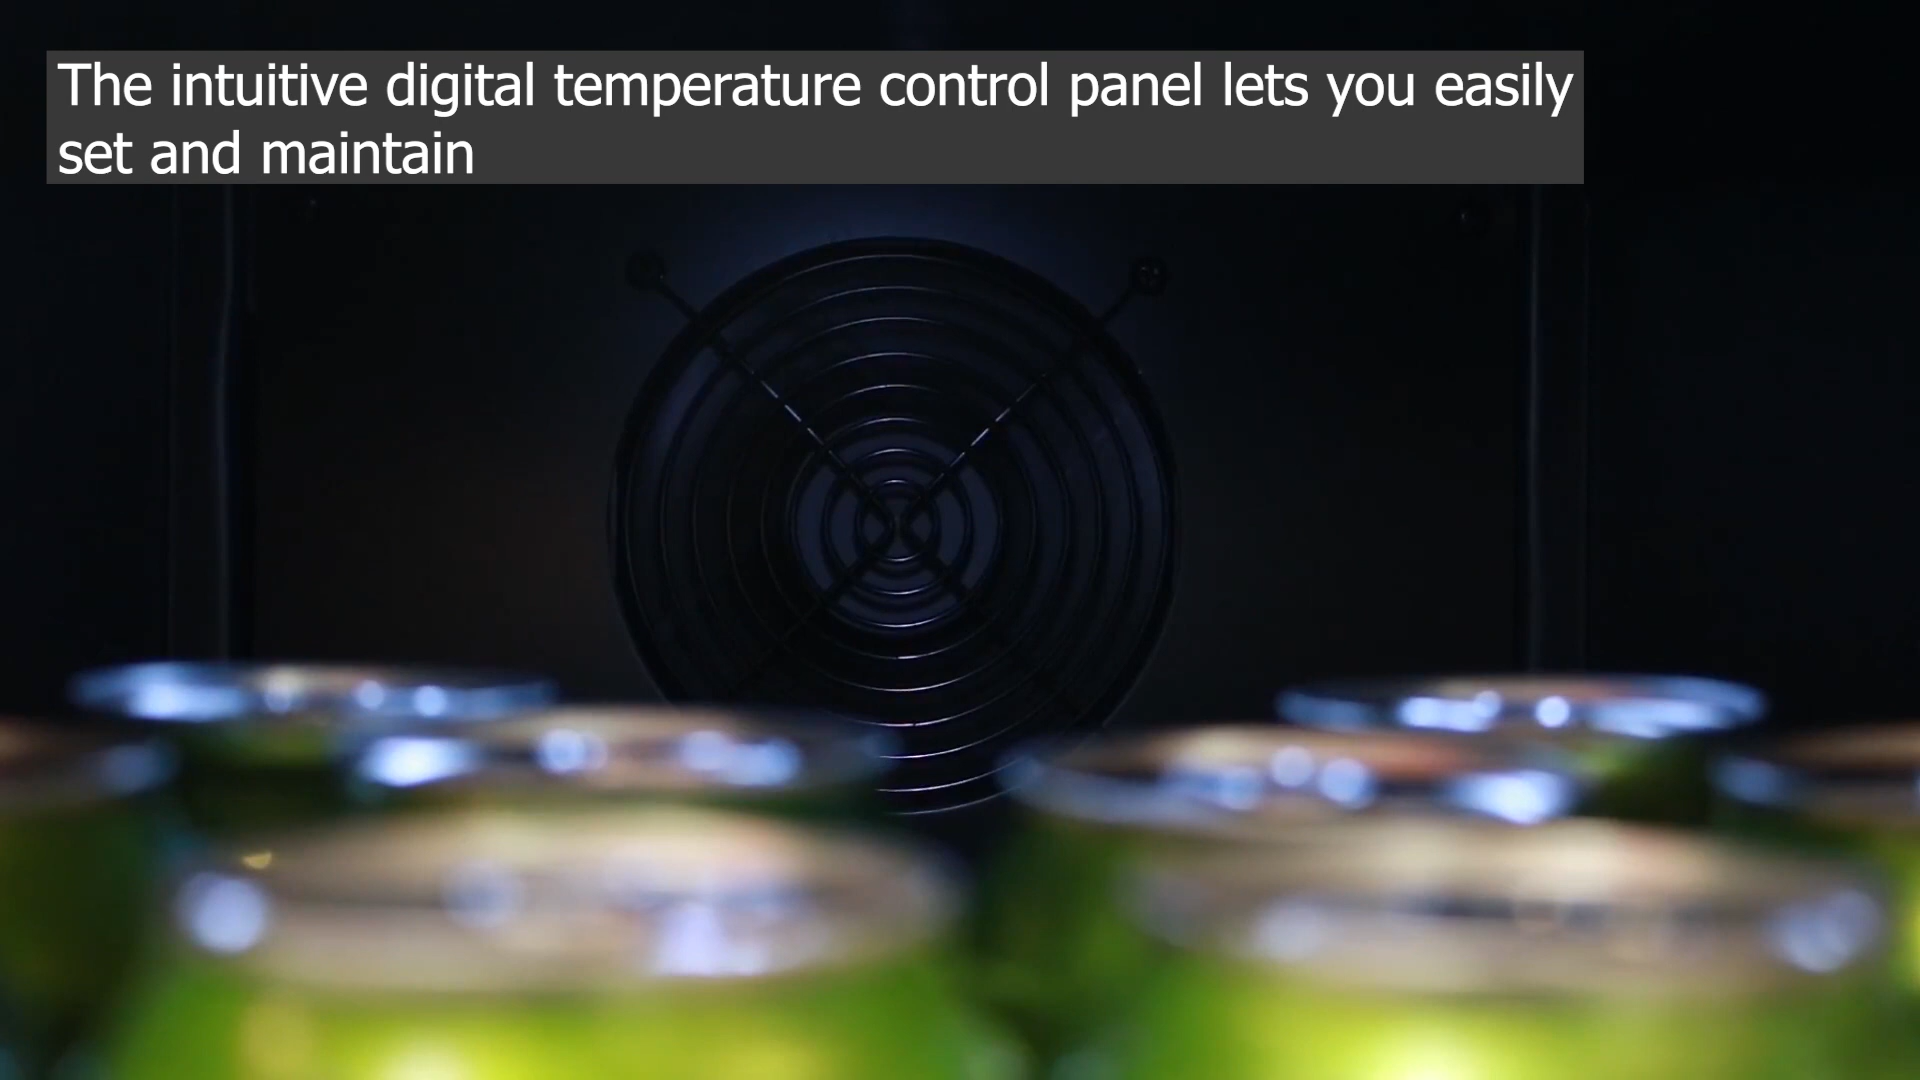 The intuitive digital temperature control panel lets you easily
set and maintain